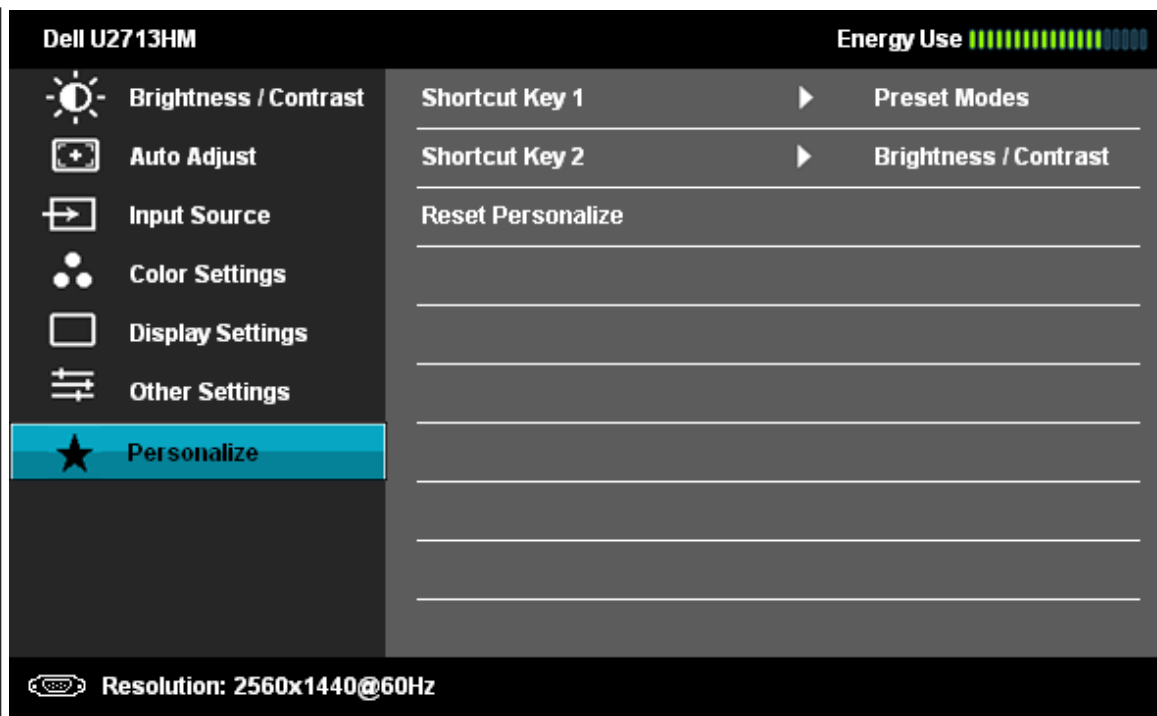 Dell U2713HM Energy Use
Brightness / Contrast Shortcut Key 1 Preset Modes
Auto Adjust Shortcut Key 2 Brightness / Contrast
Input Source Reset Personalize
Color Settings
Display Settings
Other Settings
Personalize
Resolution: 2560x1440@60Hz